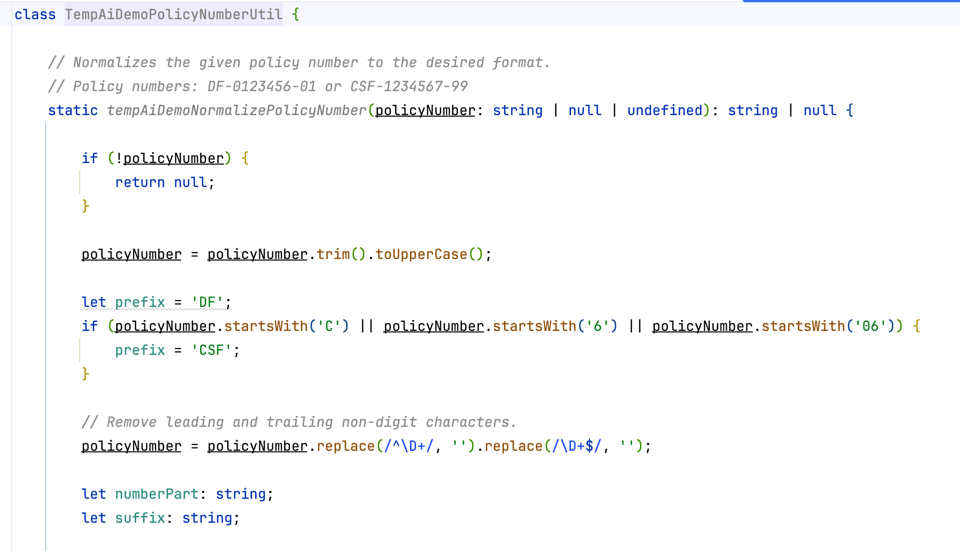 class TempAiDemoPolicyNumberUtil {
// Normalizes the given policy number to the desired format.
// Policy numbers: DF-0123456-01 or CSF-1234567-99
static tempAiDemoNormalizePolicyNumber(policyNumber: string | null | undefined): string | null {
if (!policyNumber) {
return null;
}
policyNumber = policyNumber.trim().toUpperCase();
let prefix = 'DF';
if (policyNumber.startsWith('C') || policyNumber.startsWith('6') || policyNumber.startsWith('06')) {
prefix = 'CSF';
}
// Remove leading and trailing non-digit characters.
policyNumber = policyNumber.replace(/^\D+/, '').replace(/\D+$/, '');
let numberPart: string;
let suffix: string;